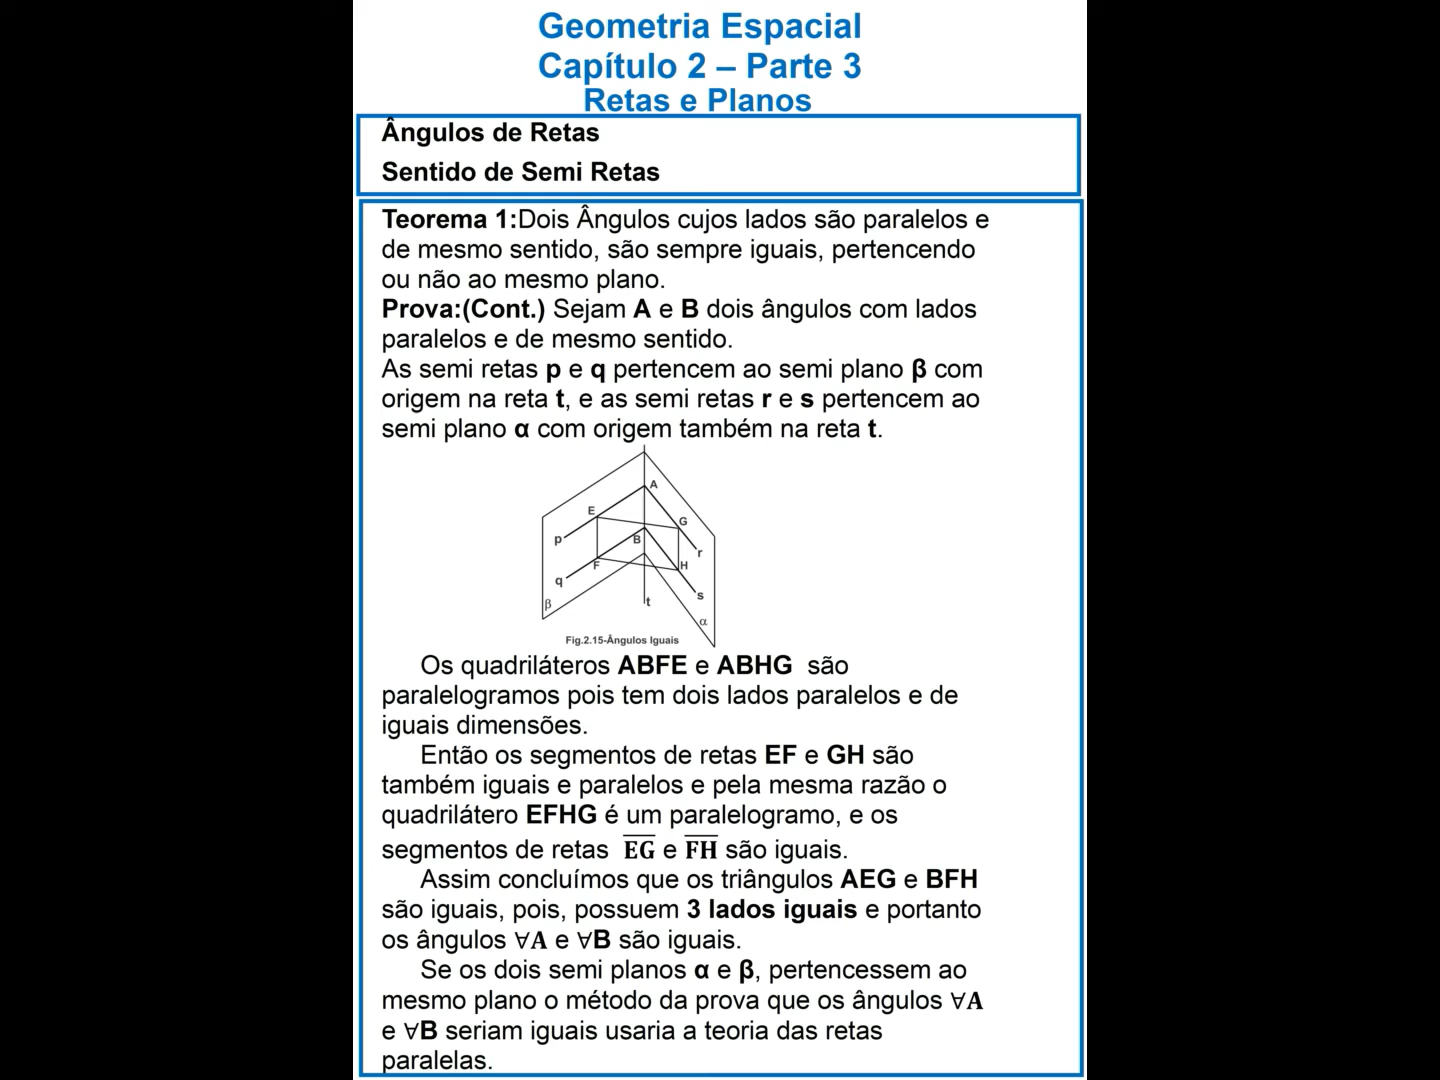 Geometria Espacial
Capítulo 2 – Parte 3
Retas e Planos
Ângulos de Retas
Sentido de Semi Retas
Teorema 1:Dois Ângulos cujos lados são paralelos e
de mesmo sentido, são sempre iguais, pertencendo
ou não ao mesmo plano.
Prova:(Cont.) Sejam A e B dois ângulos com lados
paralelos e de mesmo sentido.
As semi retas p e q pertencem ao semi plano β com
origem na reta t, e as semi retas r e s pertencem ao
semi plano α com origem também na reta t.
A
E
G
p
B
r
F
H
q
s
β
t
α
Fig.2.15-Ângulos Iguais
Os quadriláteros ABFE e ABHG são
paralelogramos pois tem dois lados paralelos e de
iguais dimensões.
Então os segmentos de retas EF e GH são
também iguais e paralelos e pela mesma razão o
quadrilátero EFHG é um paralelogramo, e os
segmentos de retas E̅G̅ e F̅H̅ são iguais.
Assim concluímos que os triângulos AEG e BFH
são iguais, pois, possuem 3 lados iguais e portanto
os ângulos ∀A e ∀B são iguais.
Se os dois semi planos α e β, pertencessem ao
mesmo plano o método da prova que os ângulos ∀A
e ∀B seriam iguais usaria a teoria das retas
paralelas.